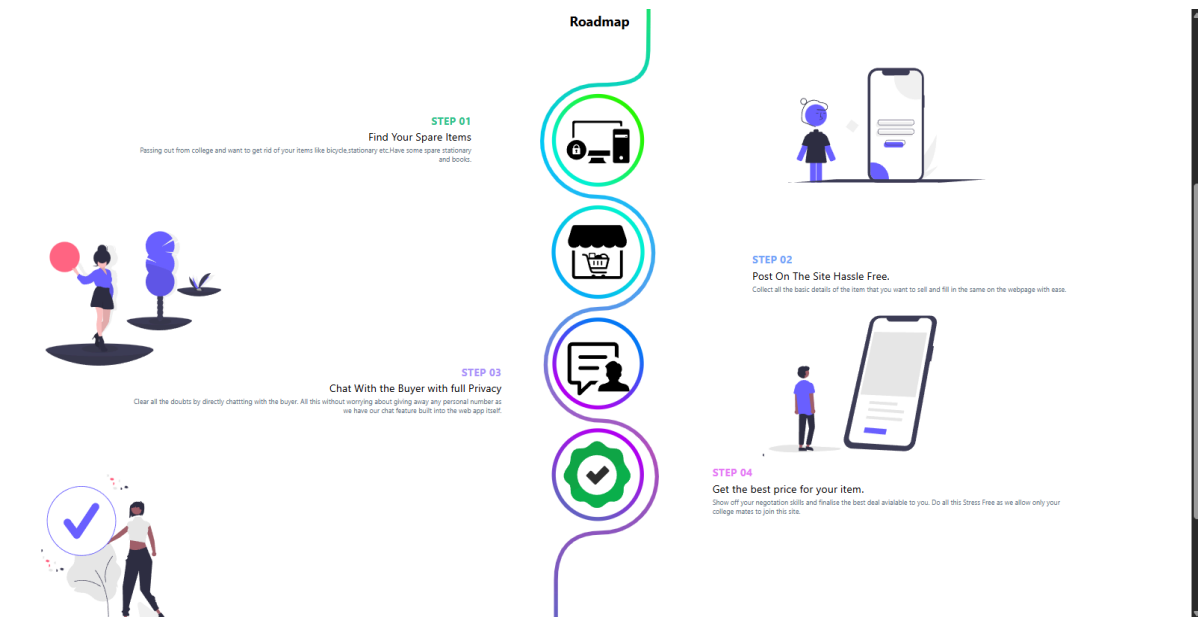 Roadmap
STEP 01
Find Your Spare Items
Passing out from college and want to get rid of your items like bicycle,stationary etc.Have some spare stationary
and books.
STEP 02
Post On The Site Hassle Free.
Collect all the basic details of the item that you want to sell and fill in the same on the webpage with ease.
STEP 03
Chat With the Buyer with full Privacy
Clear all the doubts by directly chattting with the buyer. All this without worrying about giving away any personal number as
we have our chat feature built into the web app itself.
STEP 04
Get the best price for your item.
Show off your negotation skills and finalise the best deal avialable to you. Do all this Stress Free as we allow only your
college mates to join this site.